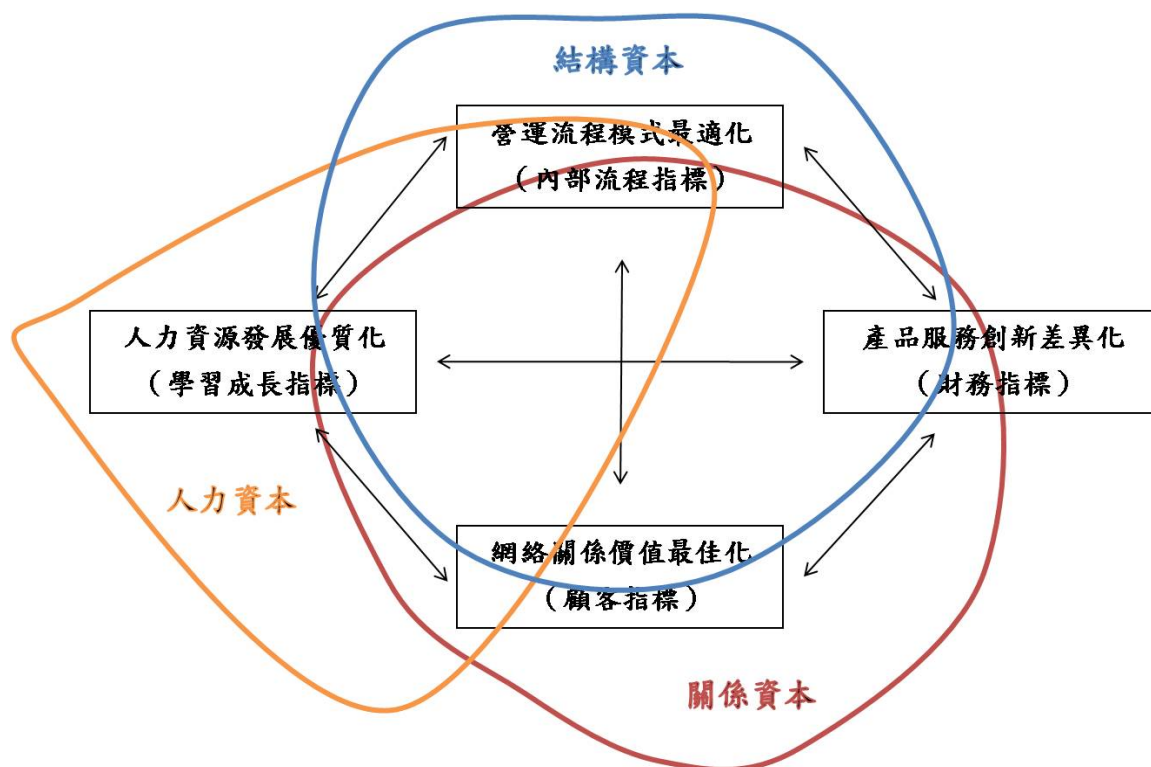 結構資本
營運流程模式最適化
（內部流程指標）
人力資源發展優質化
（學習成長指標）
產品服務創新差異化
（財務指標）
人力資本
網絡關係價值最佳化
（顧客指標）
關係資本